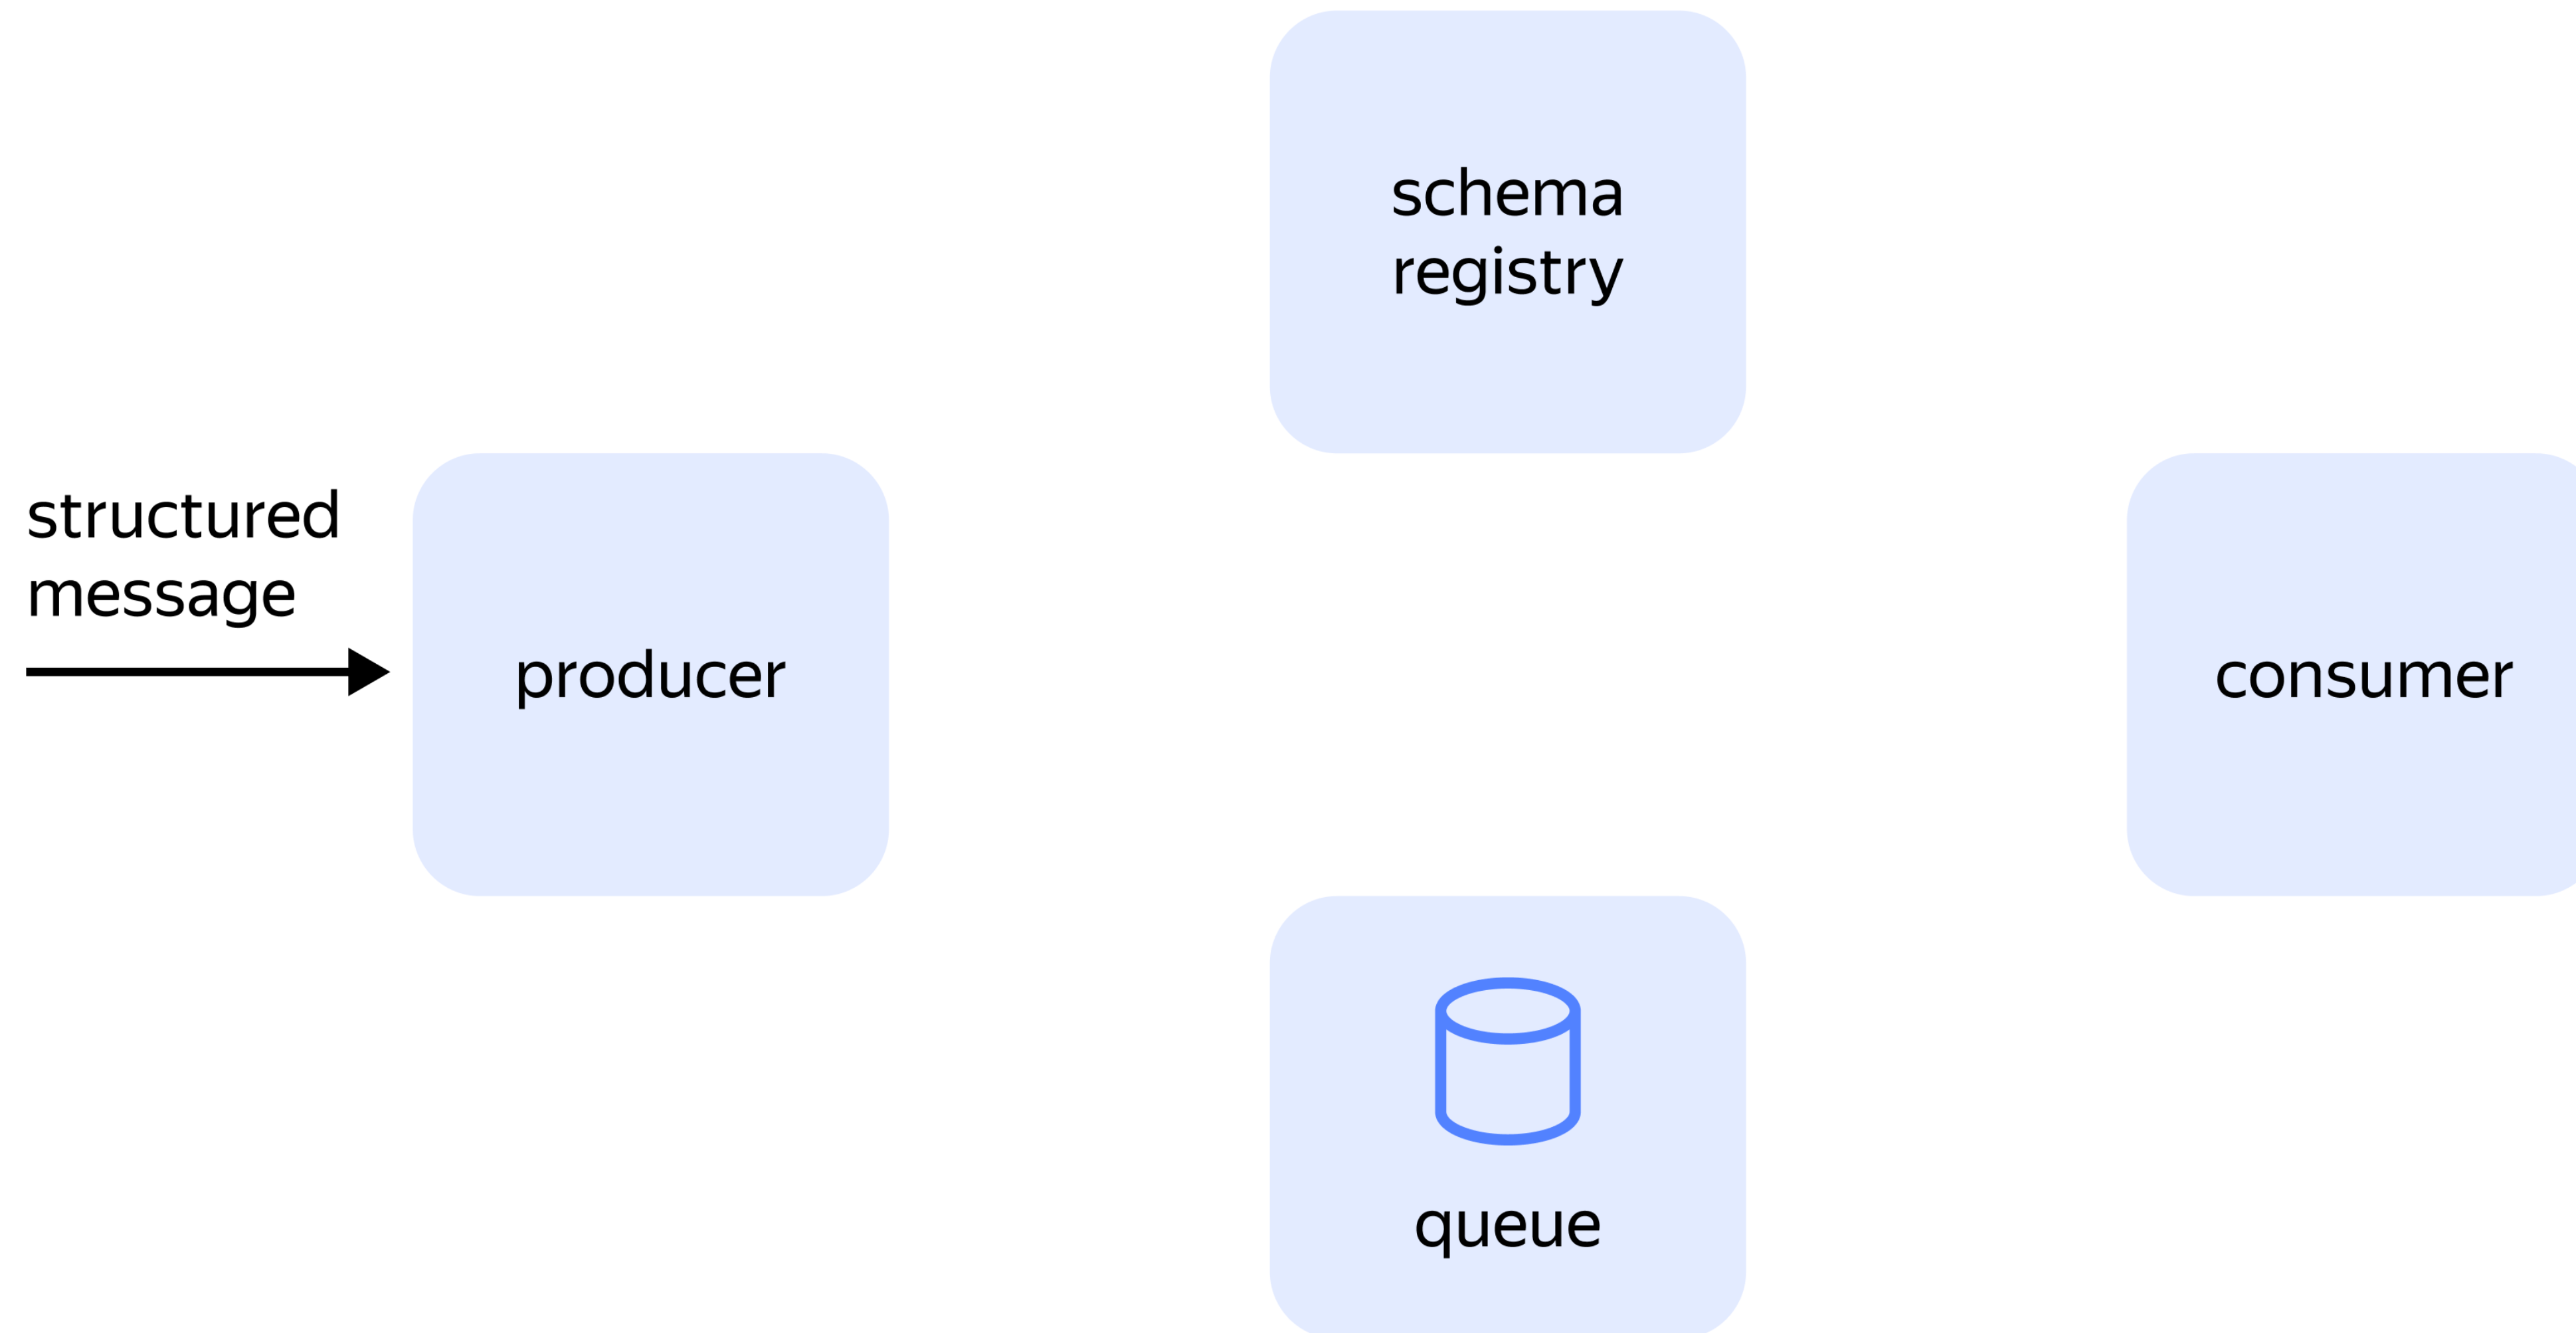 schema
registry
structured
message
producer
consumer
queue